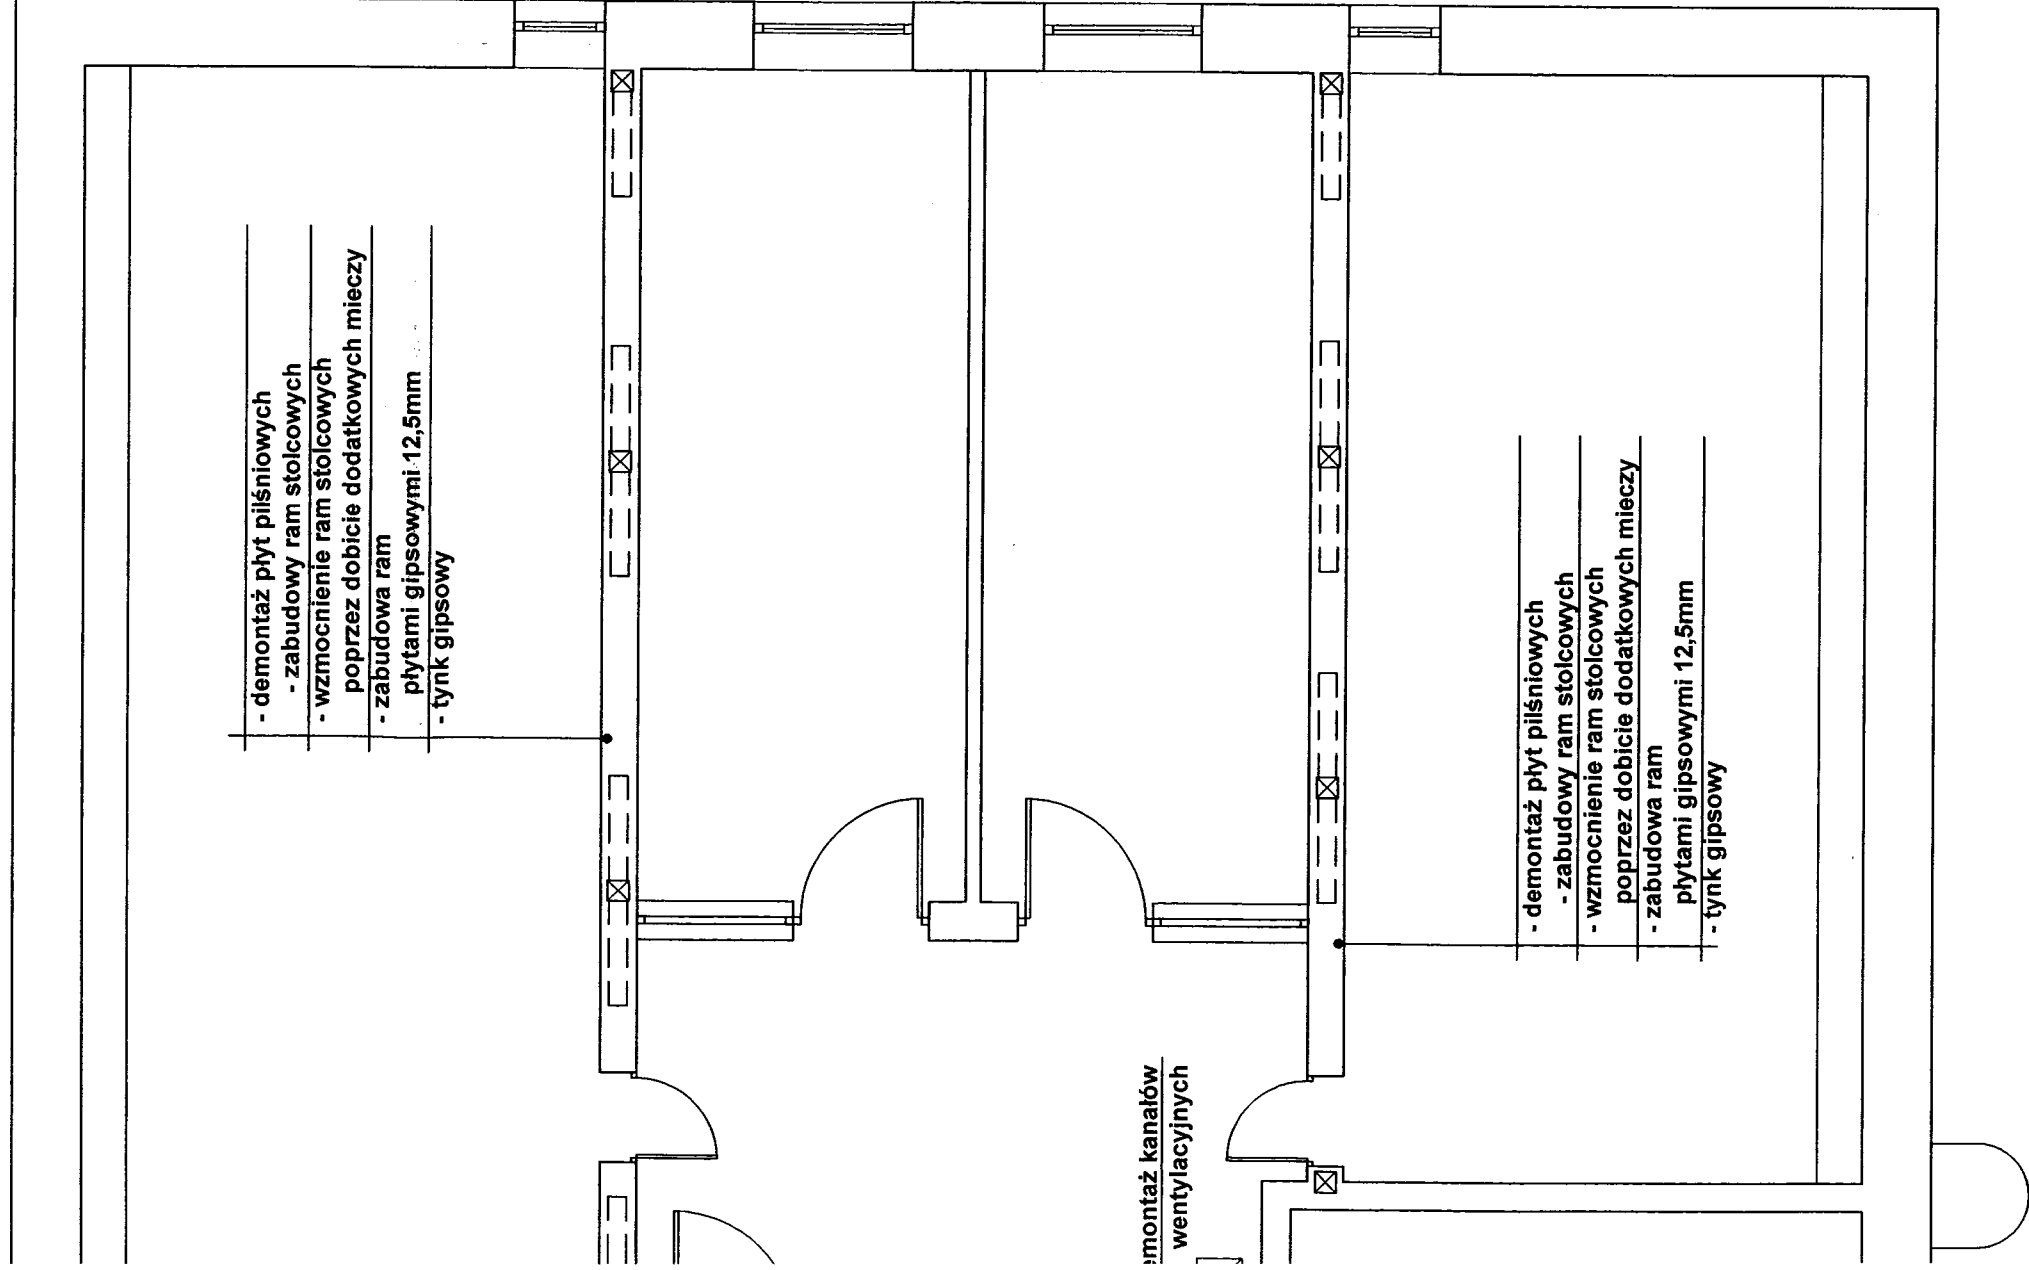 - demontaż płyt pilśniowych
- zabudowy ram stolcowych
- wzmocnienie ram stolcowych
poprzez dobicie dodatkowych mieczy
- zabudowa ram
płytami gipsowymi 12,5mm
- tynk gipsowy
emontaż kanałów
wentylacyjnych
- demontaż płyt pilśniowych
- zabudowy ram stolcowych
- wzmocnienie ram stolcowych
poprzez dobicie dodatkowych mieczy
- zabudowa ram
płytami gipsowymi 12,5mm
- tynk gipsowy